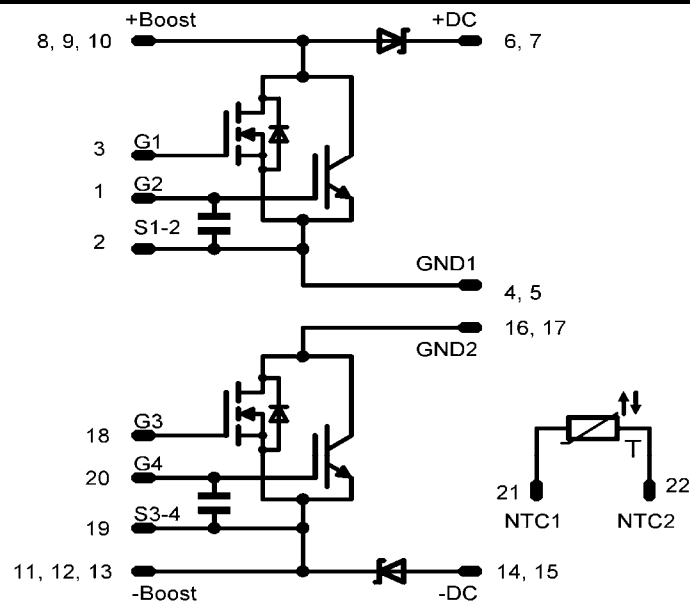 +Boost
+DC
8, 9, 10
6, 7
3
G1
1
G2
2
S1-2
GND1
4, 5
16, 17
GND2
18
G3
20
G4
19
S3-4
T
21
22
NTC1
NTC2
11, 12, 13
14, 15
-Boost
-DC